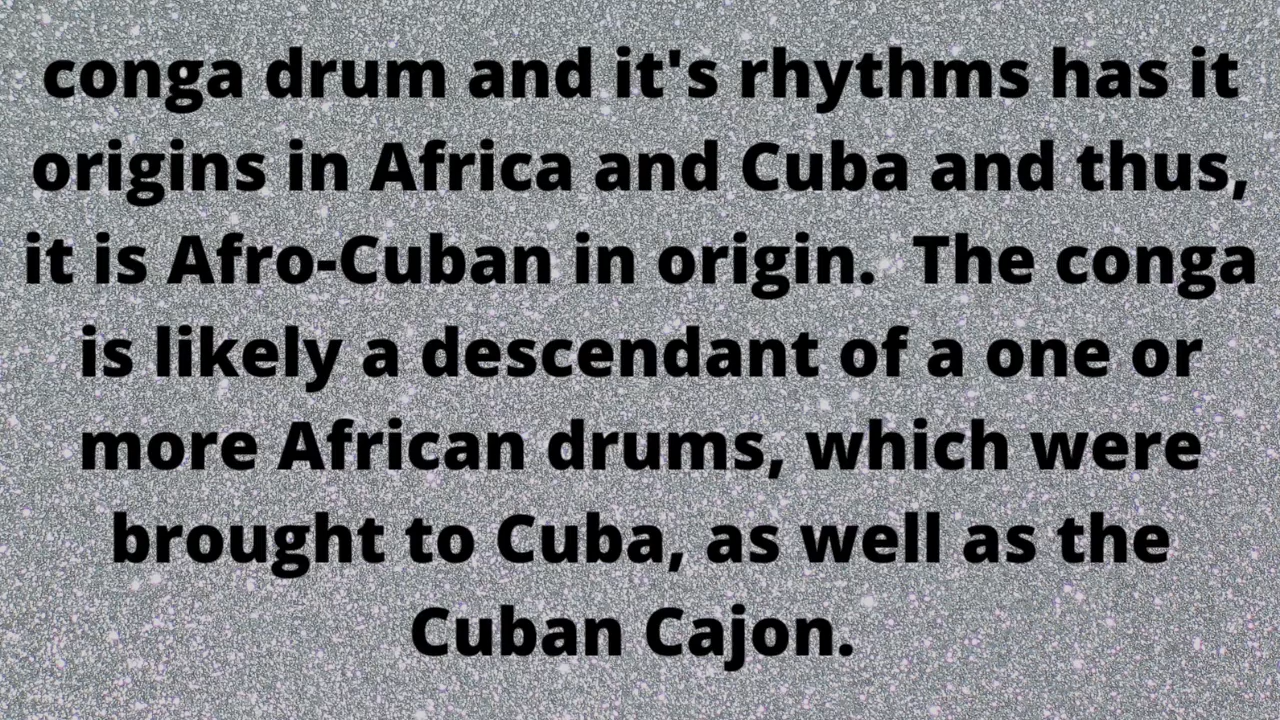 conga drum and it's rhythms has it
origins in Africa and Cuba and thus,
it is Afro-Cuban in origin.  The conga
is likely a descendant of a one or
more African drums, which were
brought to Cuba, as well as the
Cuban Cajon.